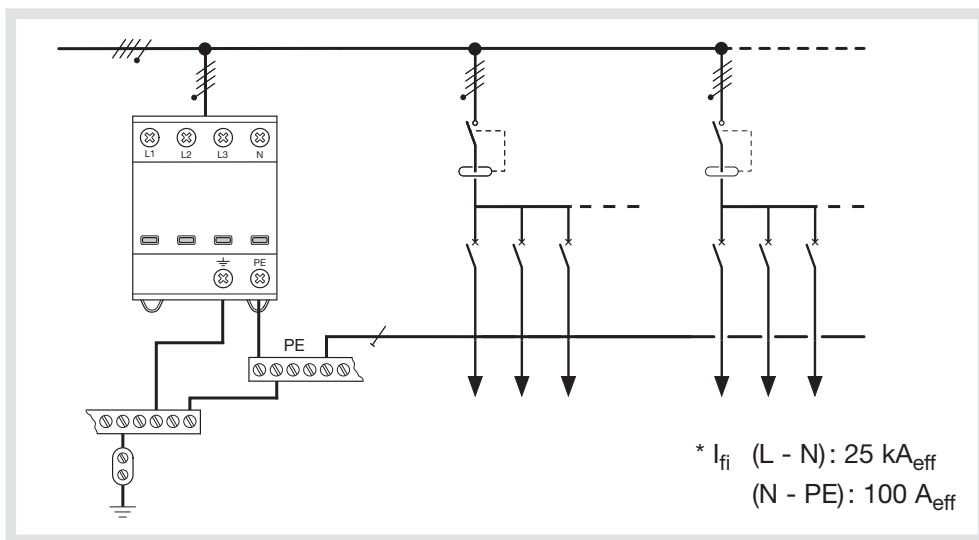 L1 L2 L3 N
PE
PE
* Ifi (L - N): 25 kAeff
(N - PE): 100 Aeff